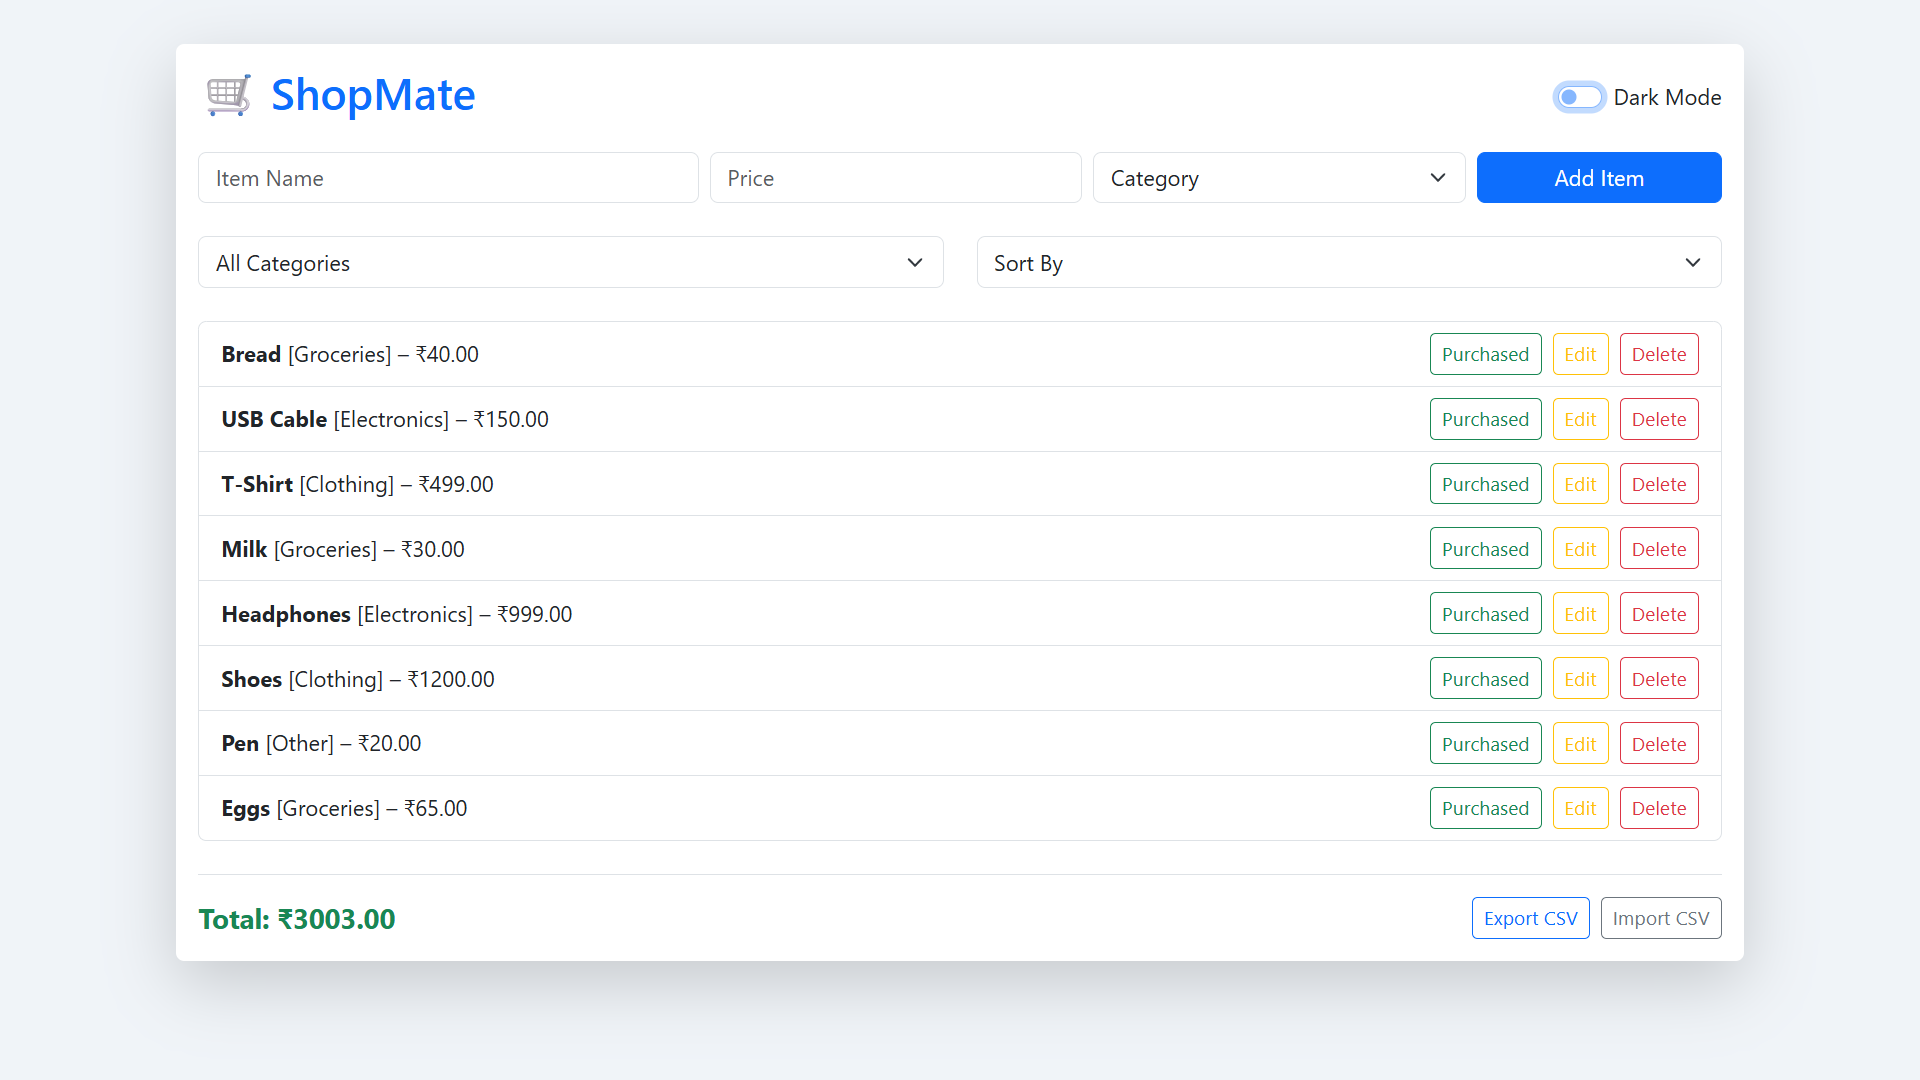 ShopMate
Dark Mode
Item Name Price Category Add Item
All Categories Sort By
Bread [Groceries] – ₹40.00 Purchased Edit Delete
USB Cable [Electronics] – ₹150.00 Purchased Edit Delete
T-Shirt [Clothing] – ₹499.00 Purchased Edit Delete
Milk [Groceries] – ₹30.00 Purchased Edit Delete
Headphones [Electronics] – ₹999.00 Purchased Edit Delete
Shoes [Clothing] – ₹1200.00 Purchased Edit Delete
Pen [Other] – ₹20.00 Purchased Edit Delete
Eggs [Groceries] – ₹65.00 Purchased Edit Delete
Total: ₹3003.00 Export CSV Import CSV